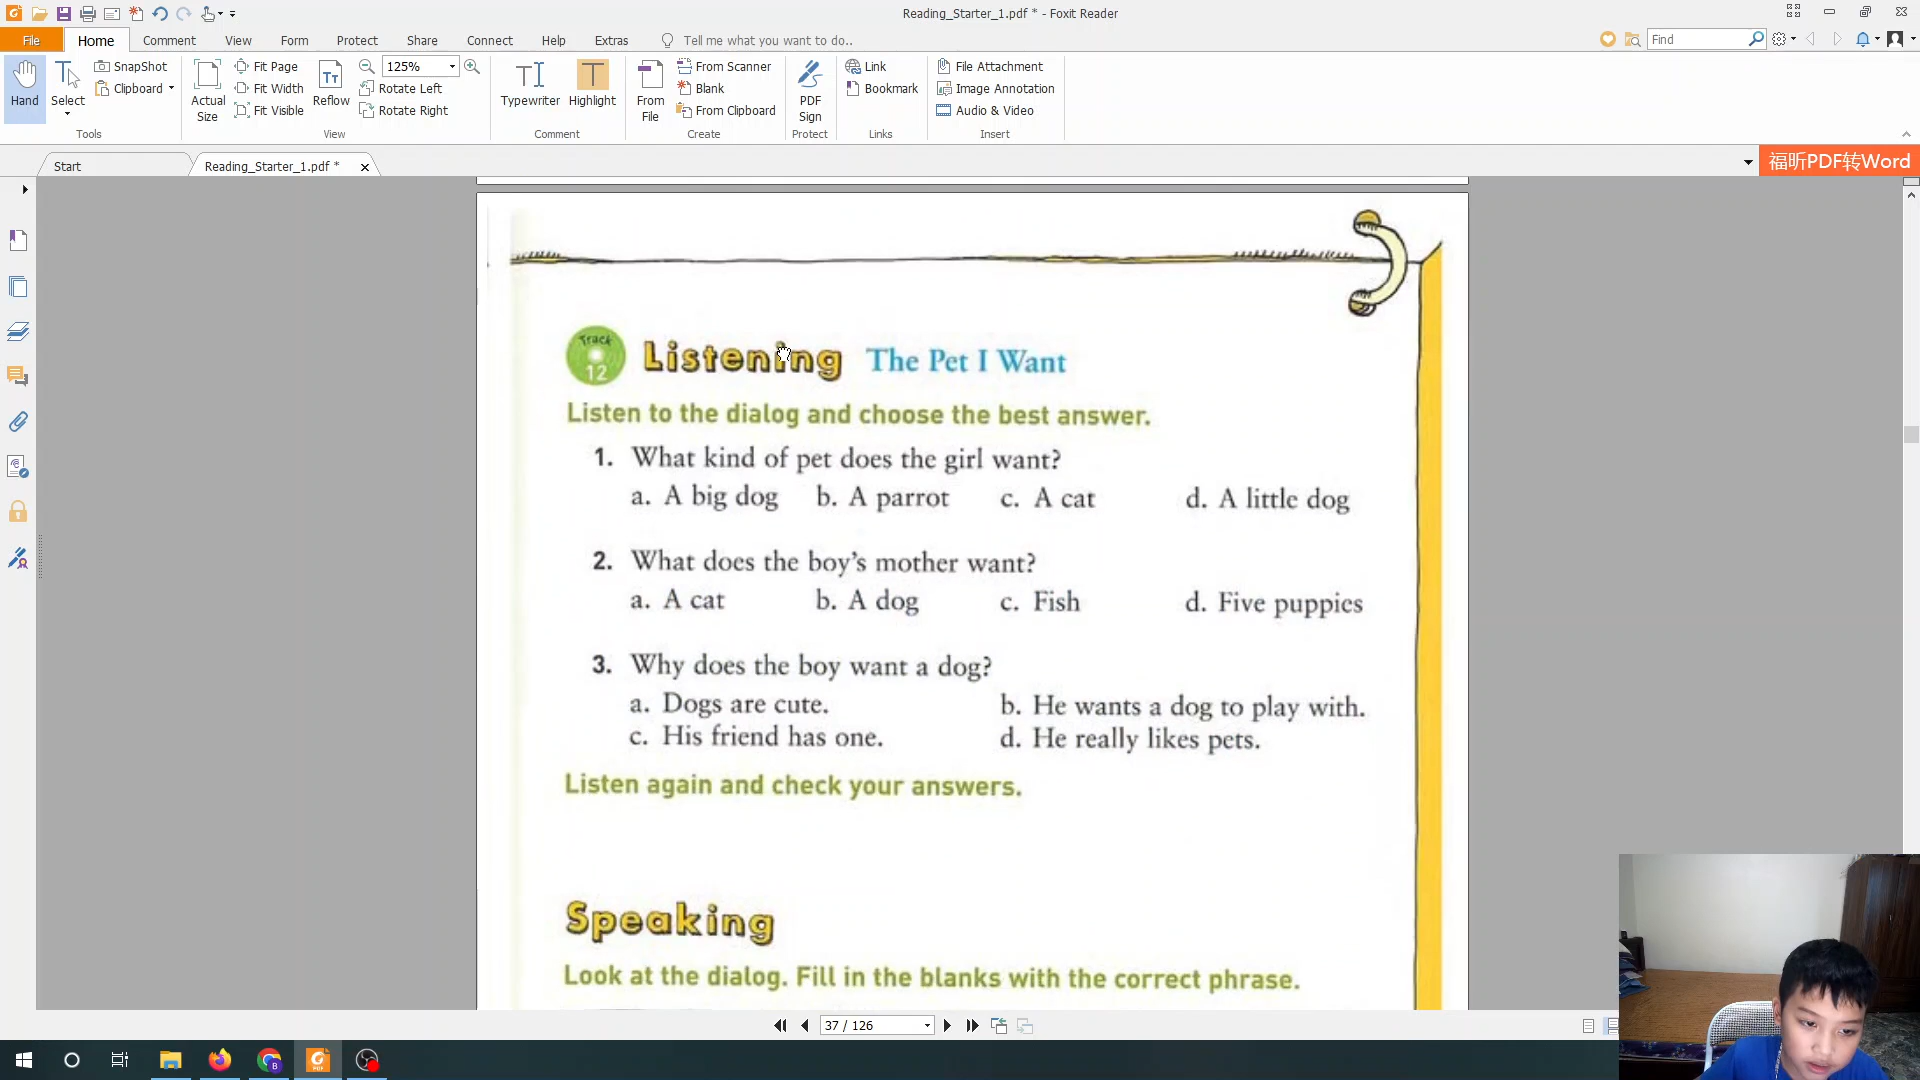 Reading_Starter_1.pdf * - Foxit Reader
File Home Comment View Form Protect Share Connect Help Extras Tell me what you want to do.. Find
Hand
Select
SnapShot
Clipboard
Tools
Actual Size
Fit Page
Fit Width
Fit Visible
Reflow
125%
Rotate Left
Rotate Right
View
Typewriter
Highlight
Comment
From File
From Scanner
Blank
From Clipboard
Create
PDF Sign
Protect
Link
Bookmark
Links
File Attachment
Image Annotation
Audio & Video
Insert
Start
Reading_Starter_1.pdf *
福昕PDF转Word
Track 12
Listening The Pet I Want
Listen to the dialog and choose the best answer.
1. What kind of pet does the girl want?
a. A big dog b. A parrot c. A cat d. A little dog
2. What does the boy's mother want?
a. A cat b. A dog c. Fish d. Five puppies
3. Why does the boy want a dog?
a. Dogs are cute. b. He wants a dog to play with.
c. His friend has one. d. He really likes pets.
Listen again and check your answers.
Speaking
Look at the dialog. Fill in the blanks with the correct phrase.
37 / 126